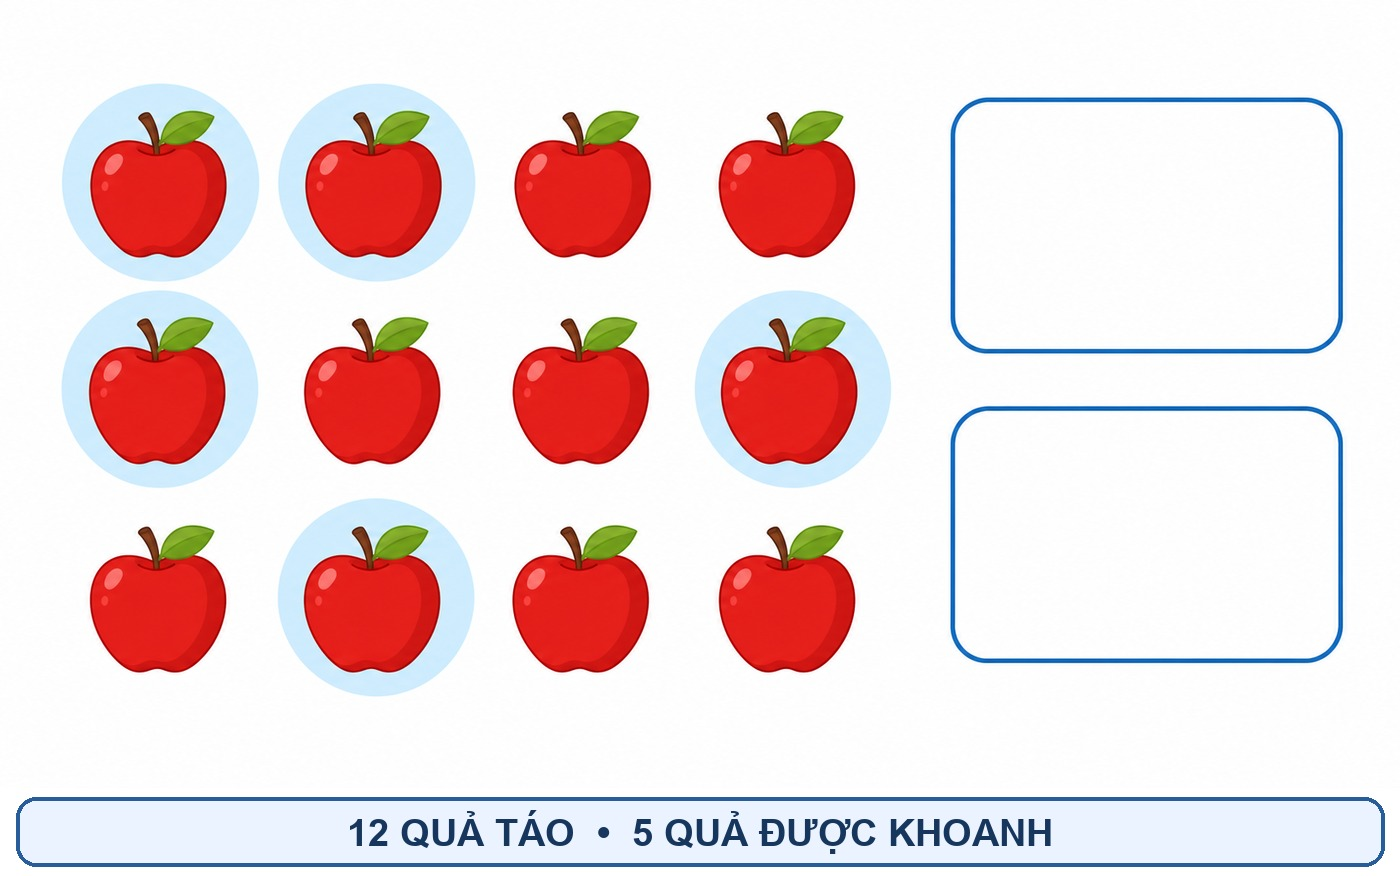 12 QUẢ TÁO • 5 QUẢ ĐƯỢC KHOANH